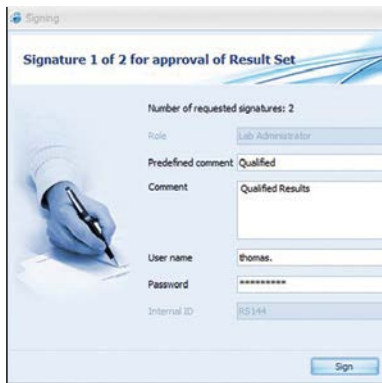 Signing
Signature 1 of 2 for approval of Result Set
Number of requested signatures: 2
Role Lab Administrator
Predefined comment Qualified
Comment Qualified Results
User name thomas.
Password *********
Internal ID RS144
Sign